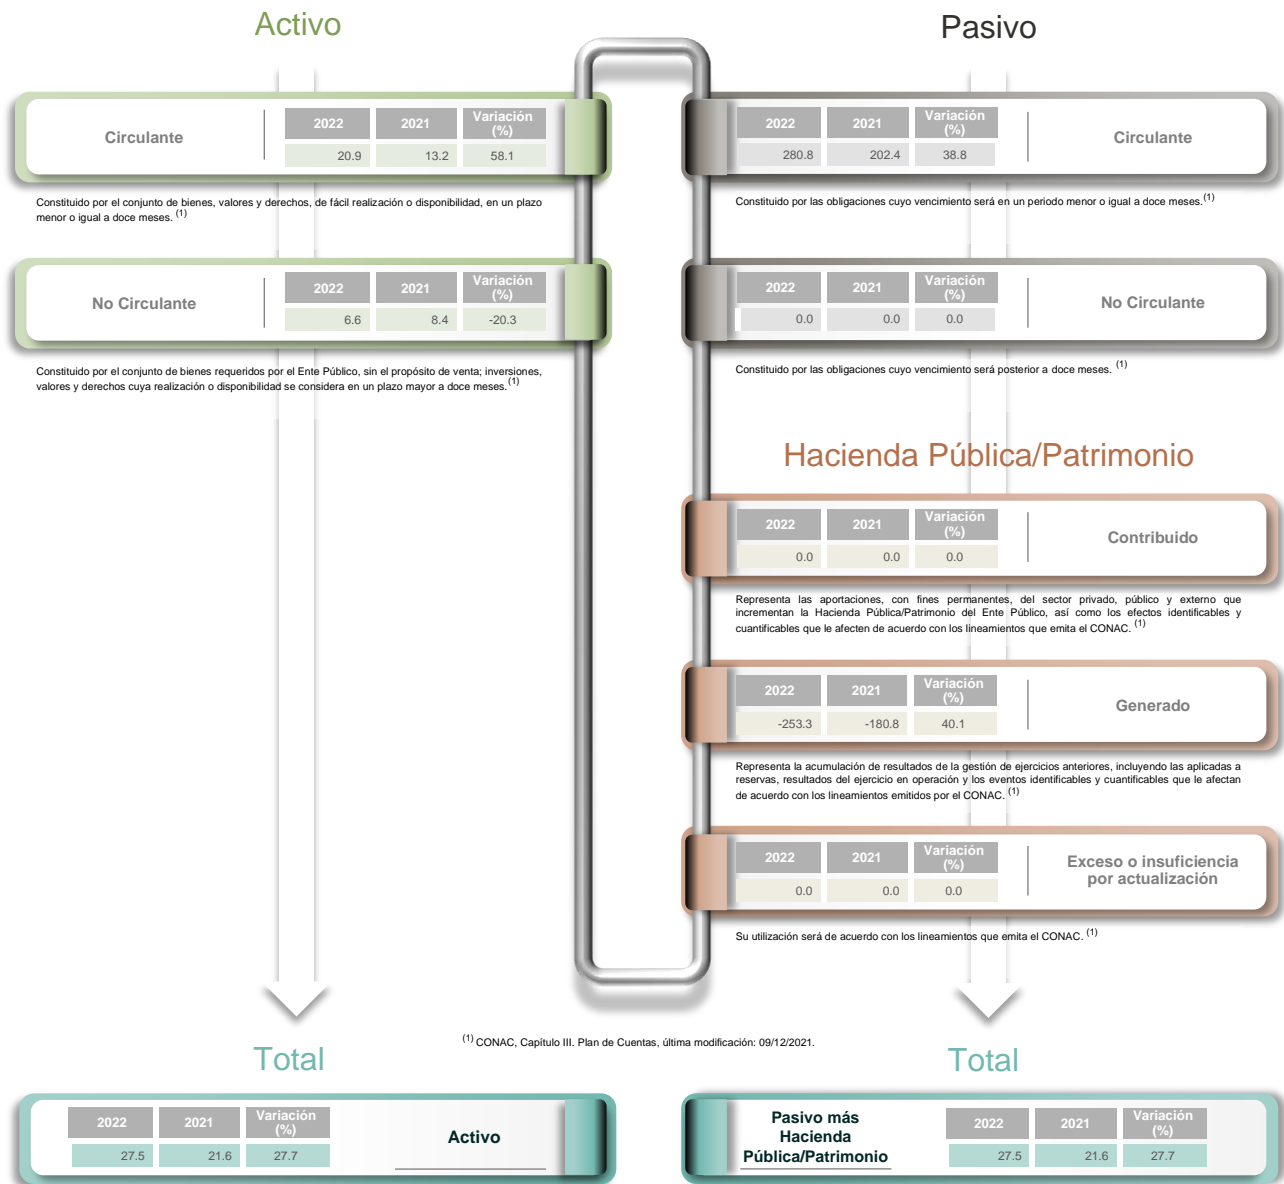 Activo
Circulante
2022 2021 Variación
(%)
20.9 13.2 58.1
Constituido por el conjunto de bienes, valores y derechos, de fácil realización o disponibilidad, en un plazo
menor o igual a doce meses. (1)
No Circulante
2022 2021 Variación
(%)
6.6 8.4 -20.3
Constituido por el conjunto de bienes requeridos por el Ente Público, sin el propósito de venta; inversiones,
valores y derechos cuya realización o disponibilidad se considera en un plazo mayor a doce meses. (1)
Pasivo
2022 2021 Variación
(%)
280.8 202.4 38.8
Circulante
Constituido por las obligaciones cuyo vencimiento será en un periodo menor o igual a doce meses. (1)
2022 2021 Variación
(%)
0.0 0.0 0.0
No Circulante
Constituido por las obligaciones cuyo vencimiento será posterior a doce meses. (1)
Hacienda Pública/Patrimonio
2022 2021 Variación
(%)
0.0 0.0 0.0
Contribuido
Representa las aportaciones, con fines permanentes, del sector privado, público y externo que
incrementan la Hacienda Pública/Patrimonio del Ente Público, así como los efectos identificables y
cuantificables que le afecten de acuerdo con los lineamientos que emita el CONAC. (1)
2022 2021 Variación
(%)
-253.3 -180.8 40.1
Generado
Representa la acumulación de resultados de la gestión de ejercicios anteriores, incluyendo las aplicadas a
reservas, resultados del ejercicio en operación y los eventos identificables y cuantificables que le afectan
de acuerdo con los lineamientos emitidos por el CONAC. (1)
2022 2021 Variación
(%)
0.0 0.0 0.0
Exceso o insuficiencia
por actualización
Su utilización será de acuerdo con los lineamientos que emita el CONAC. (1)
(1) CONAC, Capítulo III. Plan de Cuentas, última modificación: 09/12/2021.
Total
2022 2021 Variación
(%)
27.5 21.6 27.7
Activo
Total
Pasivo más
Hacienda
Pública/Patrimonio
2022 2021 Variación
(%)
27.5 21.6 27.7